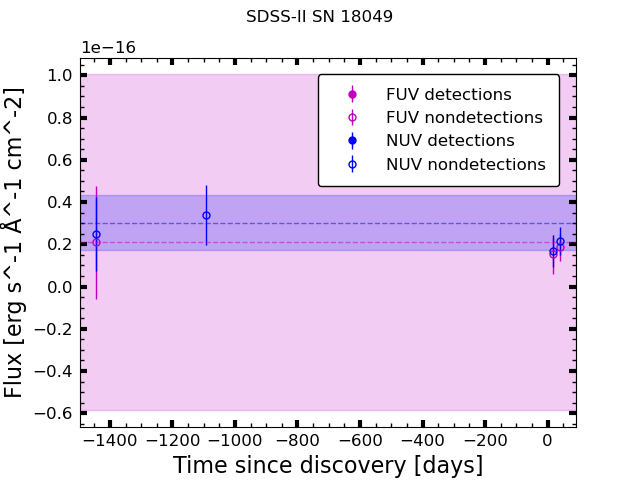 SDSS-II SN 18049
1e−16
FUV detections
FUV nondetections
NUV detections
NUV nondetections
1.0
0.8
0.6
0.4
0.2
0.0
−0.2
−0.4
−0.6
Flux [erg s^-1 Å^-1 cm^-2]
−1400 −1200 −1000 −800 −600 −400 −200 0
Time since discovery [days]